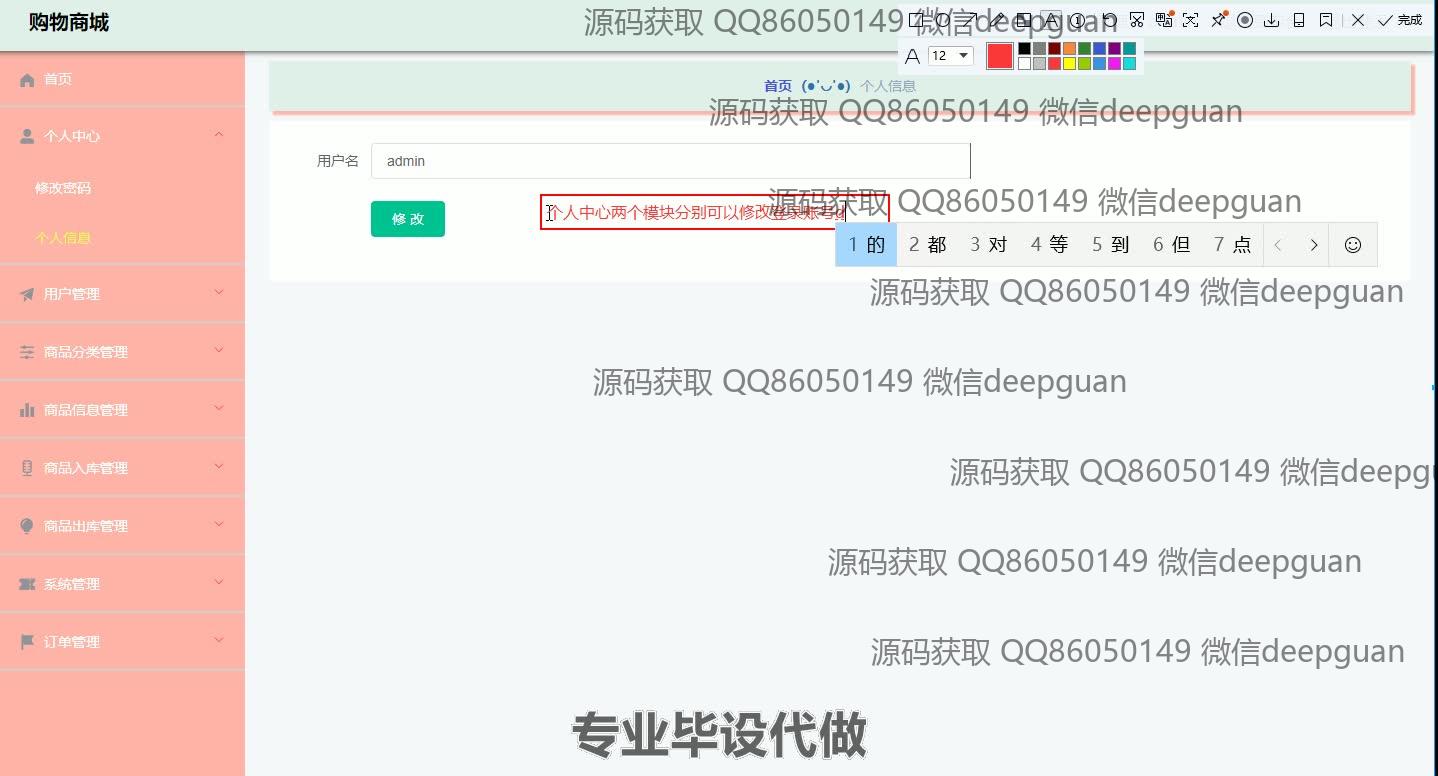 购物商城
源码获取 QQ86050149 微信deepguan
完成
12
首页
首页 (●'◡'●) 个人信息
源码获取 QQ86050149 微信deepguan
个人中心
用户名 admin
修改密码
源码获取 QQ86050149 微信deepguan
修改
个人中心两个模块分别可以修改登录账号d
个人信息
1 的 2 都 3 对 4 等 5 到 6 但 7 点
用户管理
源码获取 QQ86050149 微信deepguan
商品分类管理
源码获取 QQ86050149 微信deepguan
商品信息管理
商品入库管理
源码获取 QQ86050149 微信deepgu
商品出库管理
源码获取 QQ86050149 微信deepguan
系统管理
订单管理
源码获取 QQ86050149 微信deepguan
专业毕设代做